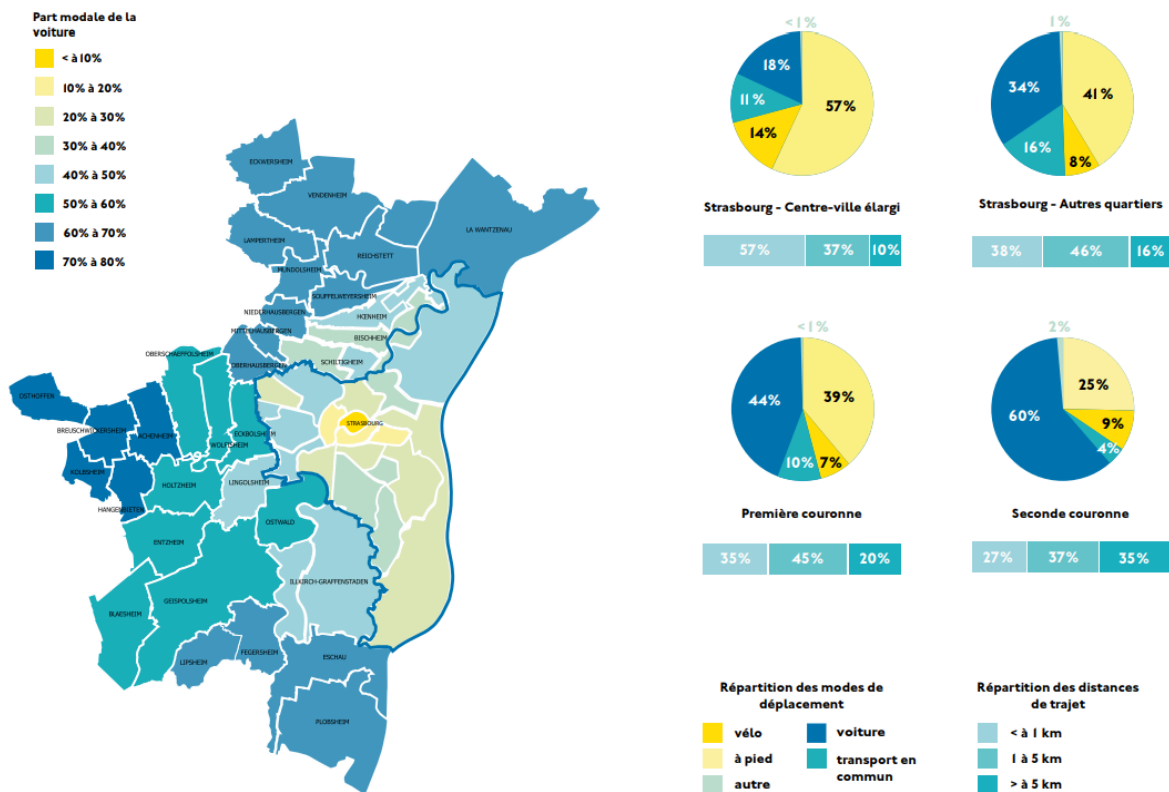 Part modale de la
voiture
< à 10%
10% à 20%
20% à 30%
30% à 40%
40% à 50%
50% à 60%
60% à 70%
70% à 80%
ECKWERSHEIM
VENDENHEIM
LA WANTZENAU
LAMPERTHEIM
REICHSTETT
MUNDOLSHEIM
SOUFFELWEYERSHEIM
NIEDERHAUSBERGEN
HŒNHEIM
MITTELHAUSBERGEN
BISCHHEIM
OBERSCHAEFFOLSHEIM
OBERHAUSBERGEN
SCHILTIGHEIM
OSTHOFFEN
STRASBOURG
BREUSCHWICKERSHEIM
ACHENHEIM
ECKBOLSHEIM
WOLFISHEIM
KOLBSHEIM
HOLTZHEIM
LINGOLSHEIM
HANGENBIETEN
OSTWALD
ENTZHEIM
ILLKIRCH-GRAFFENSTADEN
GEISPOLSHEIM
BLAESHEIM
FEGERSHEIM
LIPSHEIM
ESCHAU
PLOBSHEIM
<1%
18%
11%
14%
57%
Strasbourg - Centre-ville élargi
57% 37% 10%
1%
34%
41%
16%
8%
Strasbourg - Autres quartiers
38% 46% 16%
<1%
44%
39%
10%
7%
Première couronne
35% 45% 20%
2%
25%
60%
9%
4%
Seconde couronne
27% 37% 35%
Répartition des modes de
déplacement
vélo
à pied
autre
voiture
transport en
commun
Répartition des distances
de trajet
< à 1 km
1 à 5 km
> à 5 km